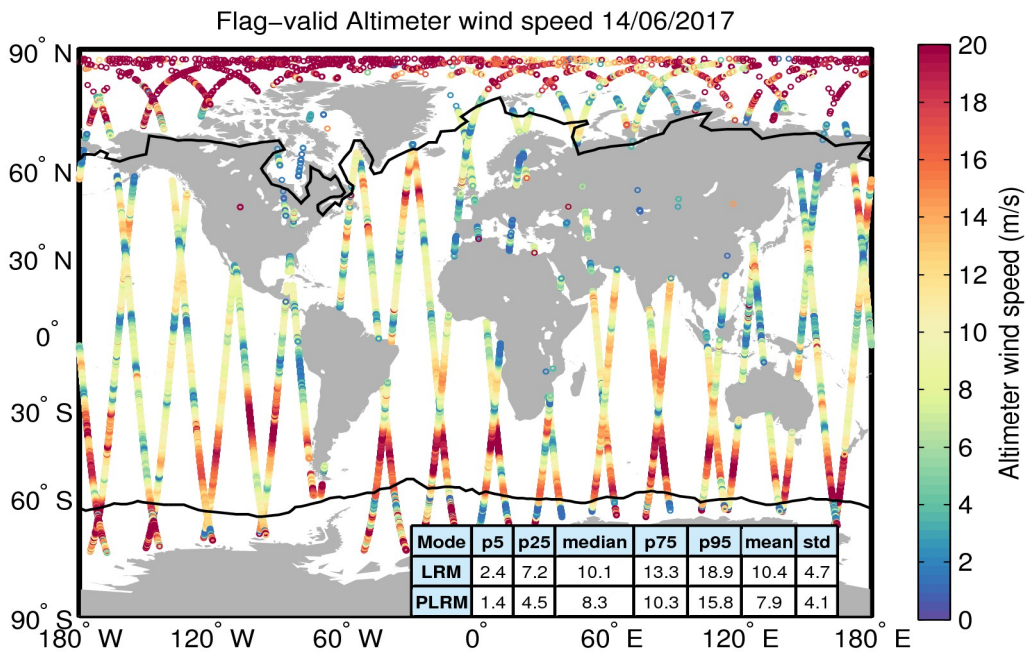 Flag−valid Altimeter wind speed 14/06/2017
90° N
60° N
30° N
0°
30° S
60° S
90° S
180° W
120° W
60° W
0°
60° E
120° E
180° E
Mode p5 p25 median p75 p95 mean std
LRM 2.4 7.2 10.1 13.3 18.9 10.4 4.7
PLRM 1.4 4.5 8.3 10.3 15.8 7.9 4.1
20
18
16
14
12
10
8
6
4
2
0
Altimeter wind speed (m/s)